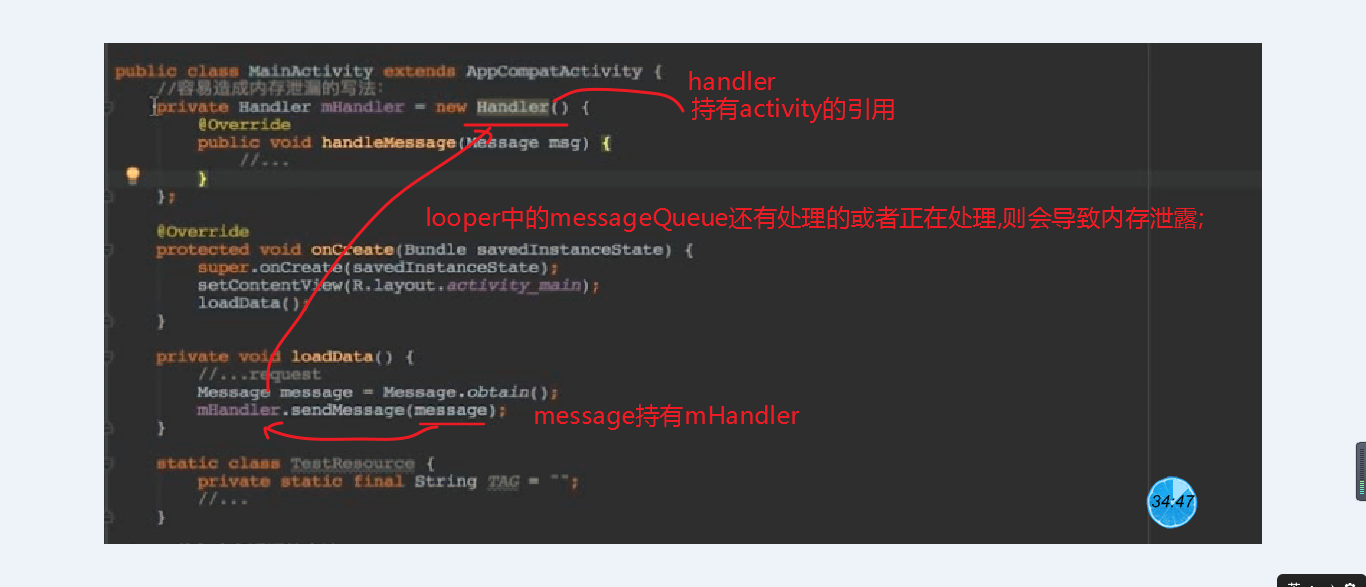 public class MainActivity extends AppCompatActivity {
//容易造成内存泄漏的写法:
private Handler mHandler = new Handler() {
@Override
public void handleMessage(Message msg) {
//...
}
};
handler
持有activity的引用
looper中的messageQueue还有处理的或者正在处理,则会导致内存泄露;
@Override
protected void onCreate(Bundle savedInstanceState) {
super.onCreate(savedInstanceState);
setContentView(R.layout.activity_main);
loadData();
}
private void loadData() {
//...request
Message message = Message.obtain();
mHandler.sendMessage(message);
message持有mHandler
}
static class TestResource {
private static final String TAG = "";
//...
}
34:47
英